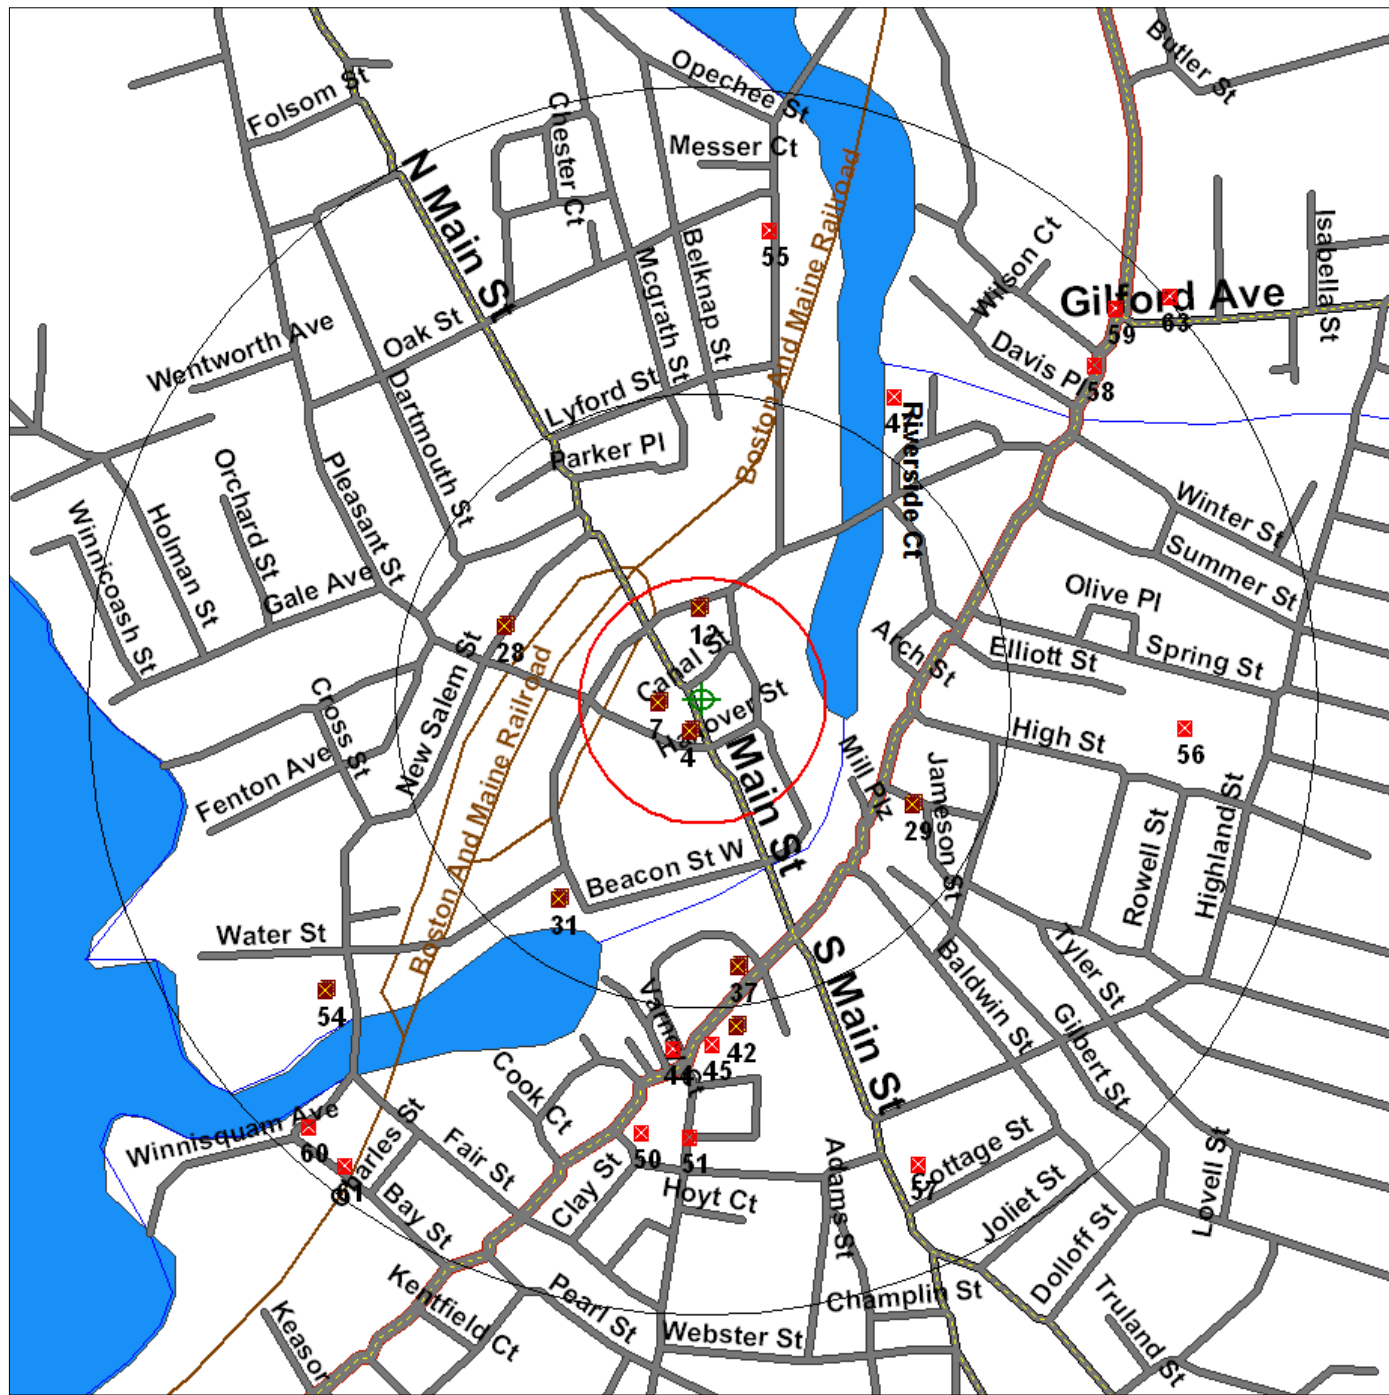 Butler St
Opechee St
Folsom St
Chester Ct
Messer Ct
N Main St
Boston And Maine Railroad
55
Isabella St
Wilson Ct
Belknap St
Mcgrath St
Gilford Ave
63
59
Oak St
Wentworth Ave
Davis Pl
58
Dartmouth St
Lyford St
Riverside Ct
Parker Pl
Boston And Maine Railroad
Orchard St
Pleasant St
Winter St
Winnicoash St
Holman St
Summer St
Gale Ave
Olive Pl
12
28
Arch St
Elliott St
Spring St
Canal St
New Salem St
Cross St
Hanover St
7
4
High St
56
Main St
Mill Plz
Jameson St
Fenton Ave
Boston And Maine Railroad
29
Rowell St
Highland St
Beacon St W
31
Water St
S Main St
Baldwin St
Tyler St
37
54
42
44
45
Gilbert St
Cook Ct
Winnisquam Ave
60
Charles St
Fair St
50
51
Adams St
Cottage St
57
Lovell St
61
Bay St
Clay St
Hoyt Ct
Joliet St
Dolloff St
Kentfield Ct
Pearl St
Champlin St
Truland St
Webster St
Keasor